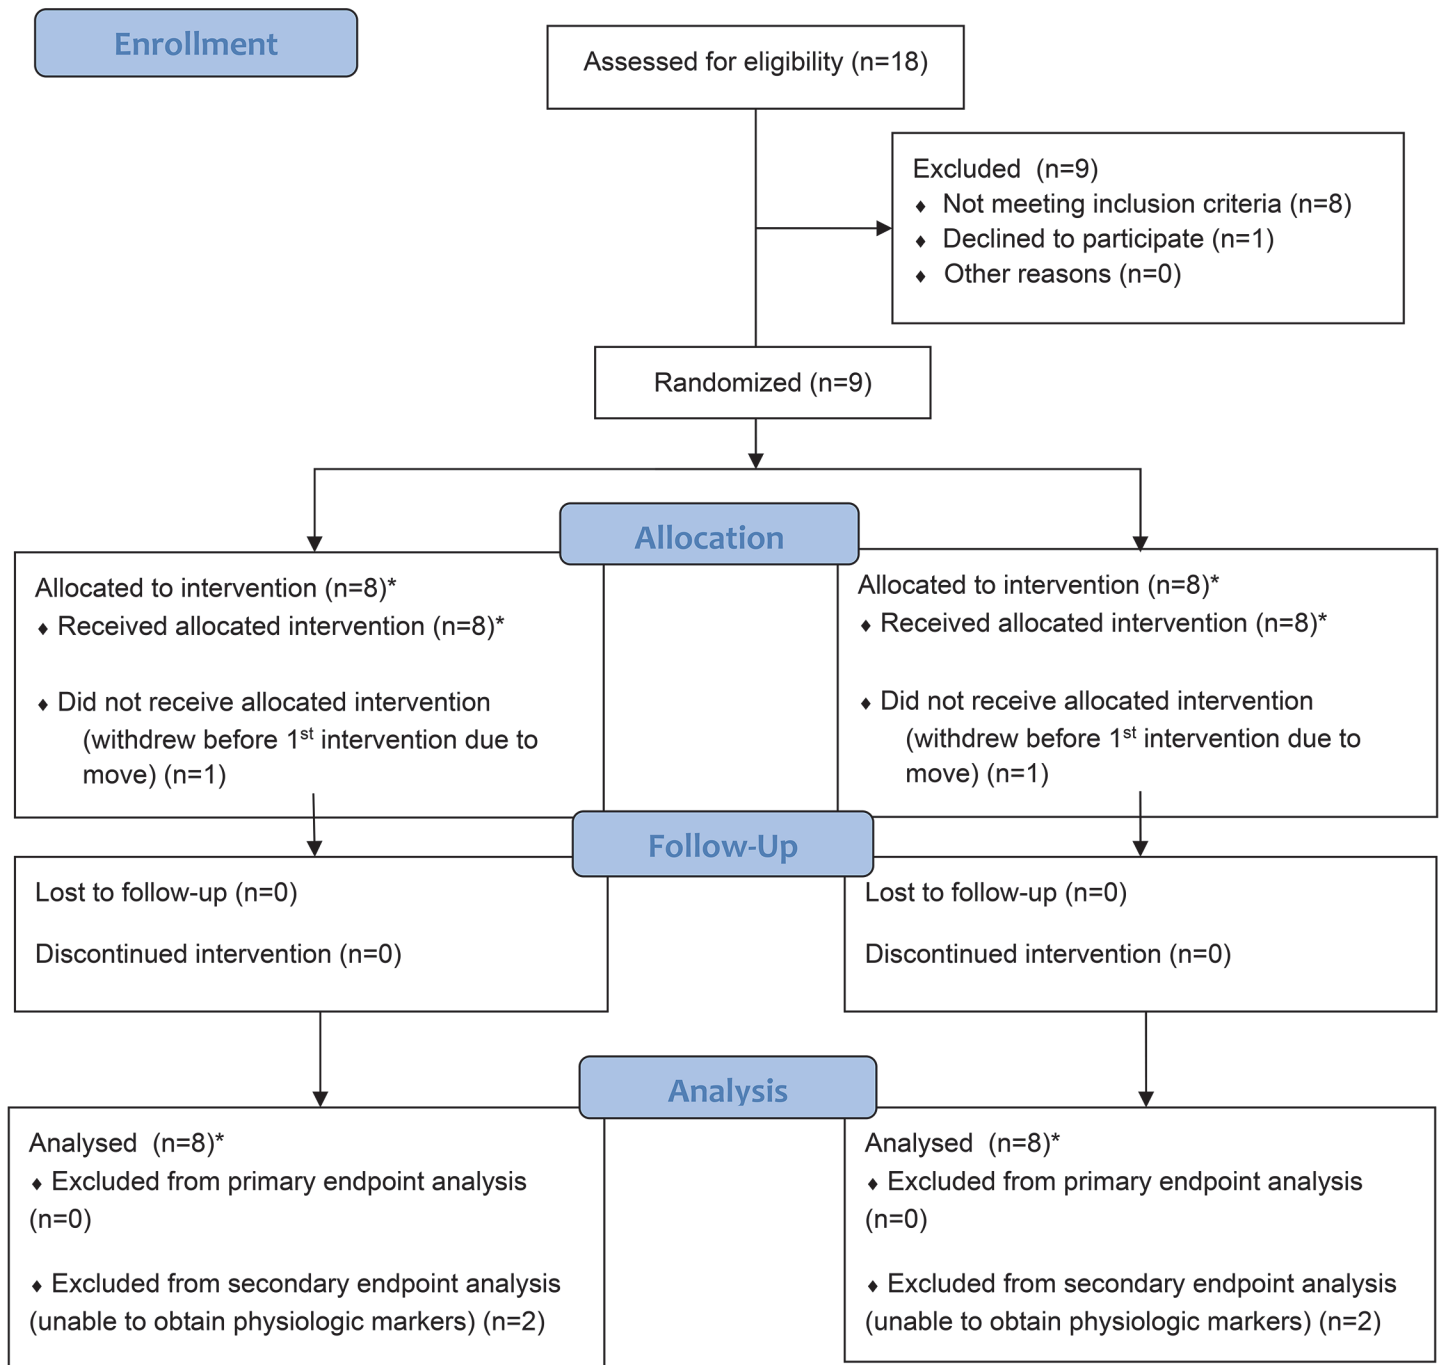 Enrollment
Assessed for eligibility (n=18)
Excluded  (n=9)
♦ Not meeting inclusion criteria (n=8)
♦ Declined to participate (n=1)
♦ Other reasons (n=0)
Randomized (n=9)
Allocation
Allocated to intervention (n=8)*
♦ Received allocated intervention (n=8)*
♦ Did not receive allocated intervention
(withdrew before 1st intervention due to
move) (n=1)
Allocated to intervention (n=8)*
♦ Received allocated intervention (n=8)*
♦ Did not receive allocated intervention
(withdrew before 1st intervention due to
move) (n=1)
Follow-Up
Lost to follow-up (n=0)
Discontinued intervention (n=0)
Lost to follow-up (n=0)
Discontinued intervention (n=0)
Analysis
Analysed  (n=8)*
♦ Excluded from primary endpoint analysis
(n=0)
♦ Excluded from secondary endpoint analysis
(unable to obtain physiologic markers) (n=2)
Analysed  (n=8)*
♦ Excluded from primary endpoint analysis
(n=0)
♦ Excluded from secondary endpoint analysis
(unable to obtain physiologic markers) (n=2)